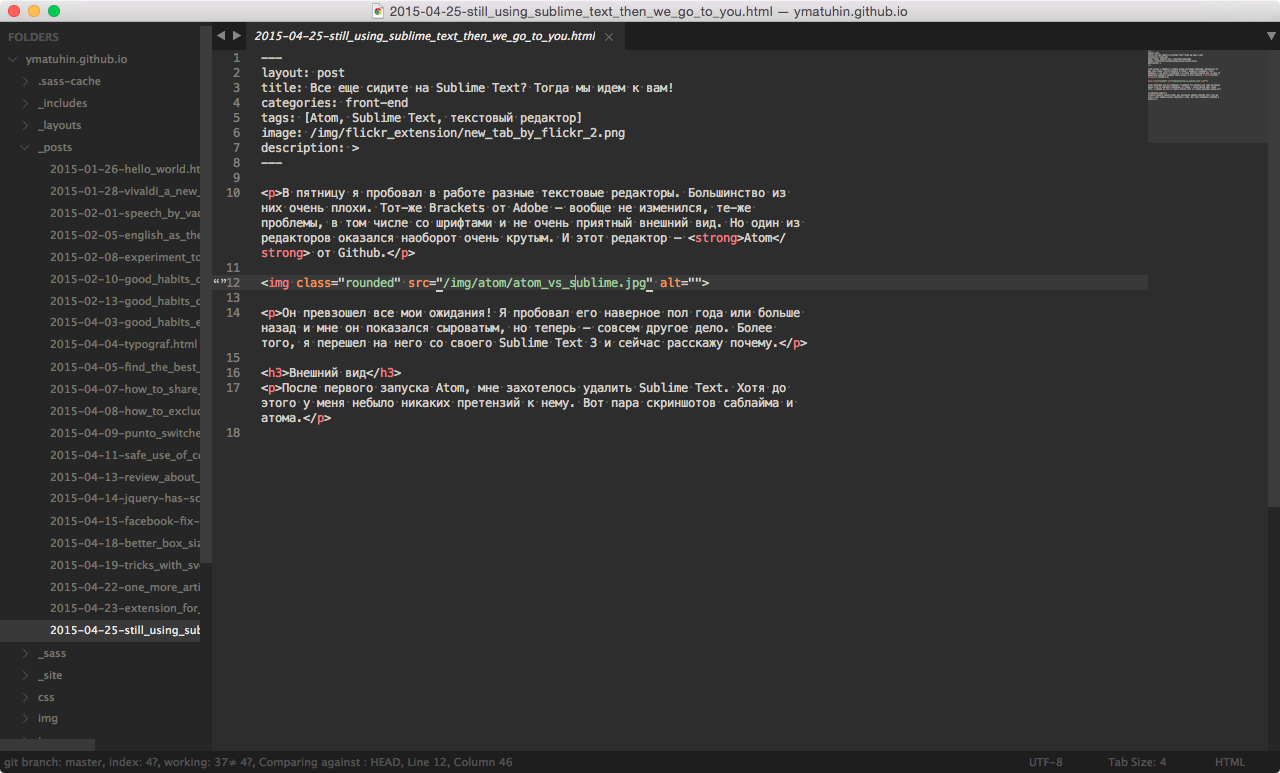 2015-04-25-still_using_sublime_text_then_we_go_to_you.html — ymatuhin.github.io
FOLDERS
ymatuhin.github.io
.sass-cache
_includes
_layouts
_posts
2015-01-26-hello_world.ht
2015-01-28-vivaldi_a_new_
2015-02-01-speech_by_vad
2015-02-05-english_as_the
2015-02-08-experiment_to
2015-02-10-good_habits_c
2015-02-13-good_habits_c
2015-04-03-good_habits_e
2015-04-04-typograf.html
2015-04-05-find_the_best_
2015-04-07-how_to_share_
2015-04-08-how_to_exclud
2015-04-09-punto_switche
2015-04-11-safe_use_of_cc
2015-04-13-review_about_
2015-04-14-jquery-has-sc
2015-04-15-facebook-fix-
2015-04-18-better_box_siz
2015-04-19-tricks_with_sv
2015-04-22-one_more_arti
2015-04-23-extension_for_
2015-04-25-still_using_sub
_sass
_site
css
img
2015-04-25-still_using_sublime_text_then_we_go_to_you.html
1 ---
2 layout: post
3 title: Все еще сидите на Sublime Text? Тогда мы идем к вам!
4 categories: front-end
5 tags: [Atom, Sublime Text, текстовый редактор]
6 image: /img/flickr_extension/new_tab_by_flickr_2.png
7 description: >
8 ---
9
10 <p>В пятницу я пробовал в работе разные текстовые редакторы. Большинство из
них очень плохи. Тот-же Brackets от Adobe — вообще не изменился, те-же
проблемы, в том числе со шрифтами и не очень приятный внешний вид. Но один из
редакторов оказался наоборот очень крутым. И этот редактор — <strong>Atom</
strong> от Github.</p>
11
“”12 <img class="rounded" src="/img/atom/atom_vs_sublime.jpg" alt="">
13
14 <p>Он превзошел все мои ожидания! Я пробовал его наверное пол года или больше
назад и мне он показался сыроватым, но теперь — совсем другое дело. Более
того, я перешел на него со своего Sublime Text 3 и сейчас расскажу почему.</p>
15
16 <h3>Внешний вид</h3>
17 <p>После первого запуска Atom, мне захотелось удалить Sublime Text. Хотя до
этого у меня небыло никаких претензий к нему. Вот пара скриншотов саблайма и
атома.</p>
18
git branch: master, index: 4?, working: 37≠ 4?, Comparing against : HEAD, Line 12, Column 46
UTF-8
Tab Size: 4
HTML